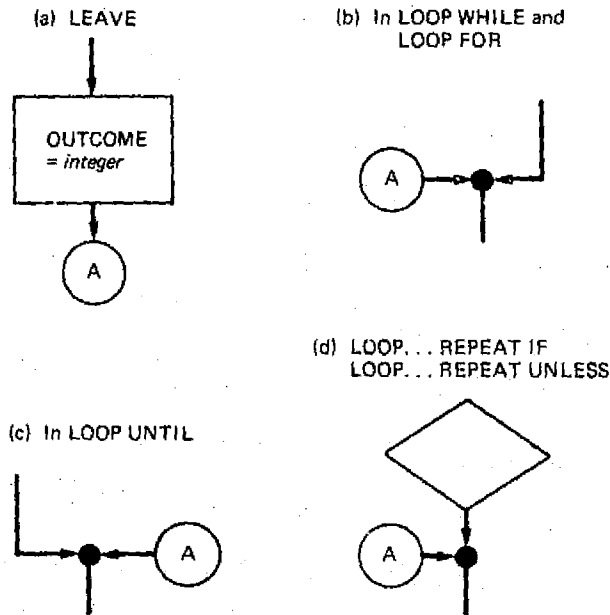 (a) LEAVE
OUTCOME
= integer
A
(b) In LOOP WHILE and
LOOP FOR
A
(c) In LOOP UNTIL
A
(d) LOOP... REPEAT IF
LOOP... REPEAT UNLESS
A